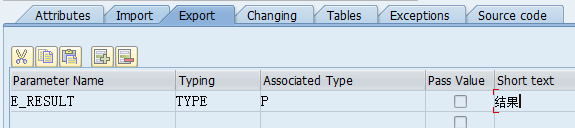 Attributes Import Export Changing Tables Exceptions Source code
Parameter Name Typing Associated Type Pass Value Short text
E_RESULT TYPE P 结果